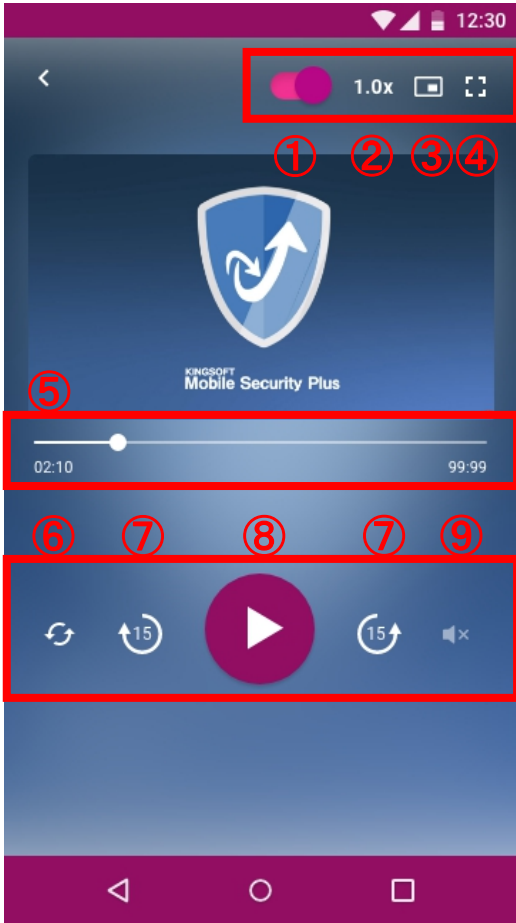 12:30
1.0x
① ② ③ ④
KINGSOFT
Mobile Security Plus
⑤
02:10 99:99
⑥ ⑦ ⑧ ⑦ ⑨
15 15